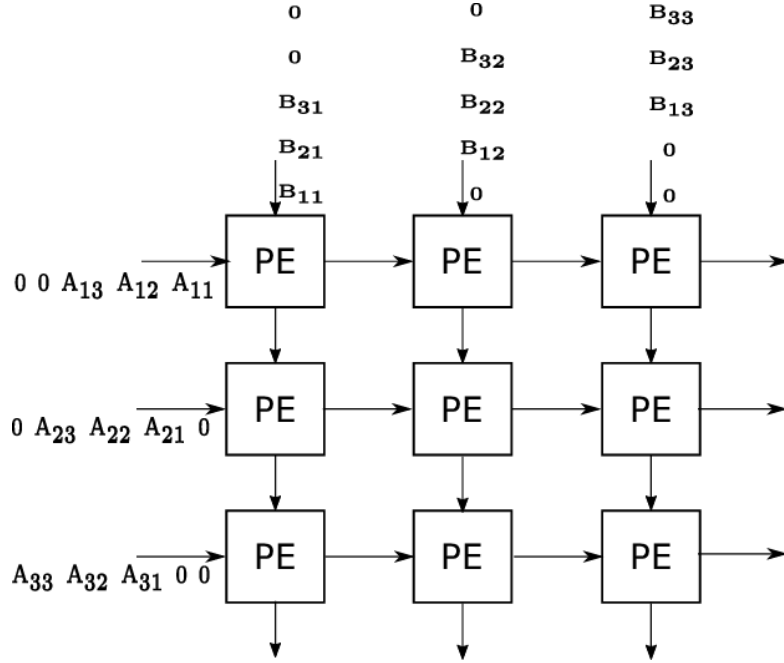 0 0 B₃₃
0 B₃₂ B₂₃
B₃₁ B₂₂ B₁₃
B₂₁ B₁₂ 0
B₁₁ 0 0
PE PE PE
0 0 A₁₃ A₁₂ A₁₁
PE PE PE
0 A₂₃ A₂₂ A₂₁ 0
PE PE PE
A₃₃ A₃₂ A₃₁ 0 0